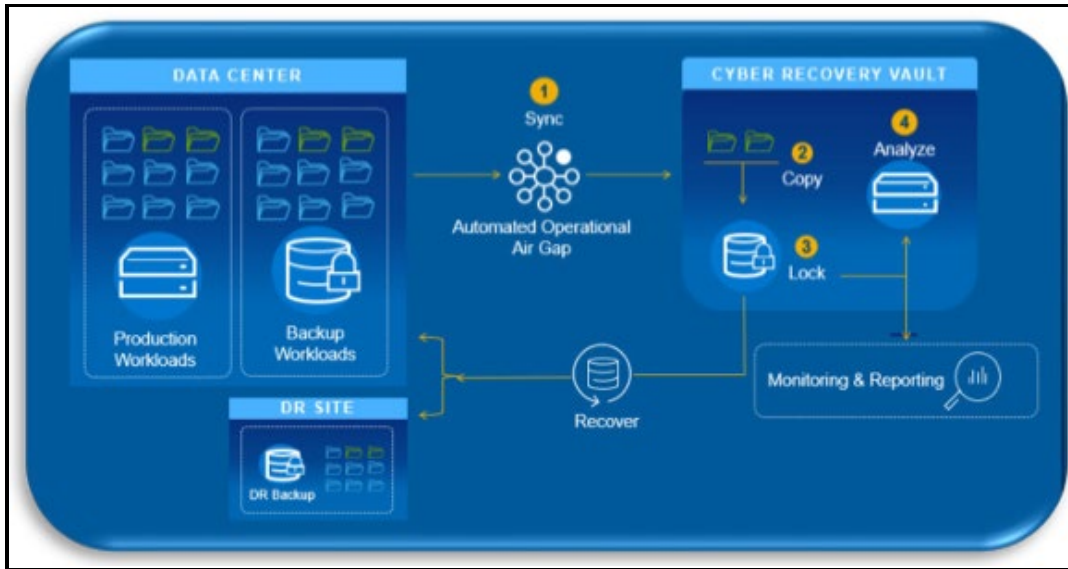 DATA CENTER
Production
Workloads
Backup
Workloads
1
Sync
Automated Operational
Air Gap
CYBER RECOVERY VAULT
2
Copy
4
Analyze
3
Lock
Monitoring & Reporting
Recover
DR SITE
DR Backup